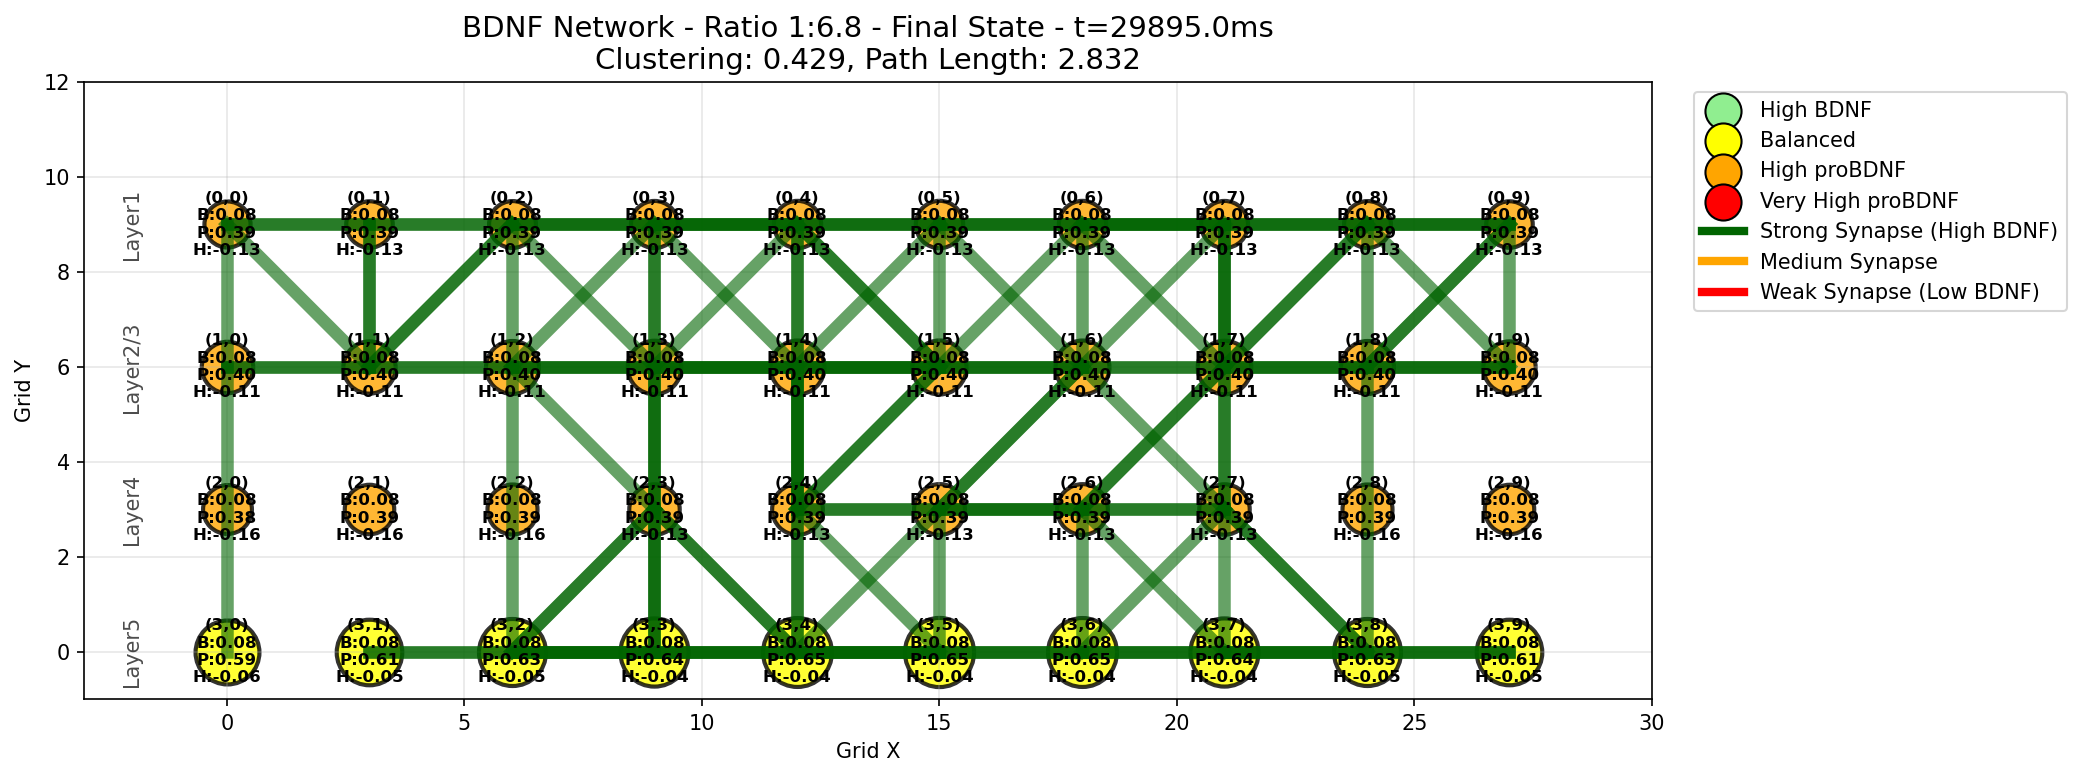 BDNF Network - Ratio 1:6.8 - Final State - t=29895.0ms
Clustering: 0.429, Path Length: 2.832
12
10
8
6
4
2
0
Grid Y
Layer1
Layer2/3
Layer4
Layer5
(0,0) (0,1) (0,2) (0,3) (0,4) (0,5) (0,6) (0,7) (0,8) (0,9)
B:0.08 B:0.08 B:0.08 B:0.08 B:0.08 B:0.08 B:0.08 B:0.08 B:0.08 B:0.08
P:0.39 P:0.39 P:0.39 P:0.39 P:0.39 P:0.39 P:0.39 P:0.39 P:0.39 P:0.39
H:-0.13 H:-0.13 H:-0.13 H:-0.13 H:-0.13 H:-0.13 H:-0.13 H:-0.13 H:-0.13 H:-0.13
(1,0) (1,1) (1,2) (1,3) (1,4) (1,5) (1,6) (1,7) (1,8) (1,9)
B:0.08 B:0.08 B:0.08 B:0.08 B:0.08 B:0.08 B:0.08 B:0.08 B:0.08 B:0.08
P:0.40 P:0.40 P:0.40 P:0.40 P:0.40 P:0.40 P:0.40 P:0.40 P:0.40 P:0.40
H:-0.11 H:-0.11 H:-0.11 H:-0.11 H:-0.11 H:-0.11 H:-0.11 H:-0.11 H:-0.11 H:-0.11
(2,0) (2,1) (2,2) (2,3) (2,4) (2,5) (2,6) (2,7) (2,8) (2,9)
B:0.08 B:0.08 B:0.08 B:0.08 B:0.08 B:0.08 B:0.08 B:0.08 B:0.08 B:0.08
P:0.38 P:0.39 P:0.39 P:0.39 P:0.39 P:0.39 P:0.39 P:0.39 P:0.39 P:0.39
H:-0.16 H:-0.16 H:-0.16 H:-0.13 H:-0.13 H:-0.13 H:-0.13 H:-0.13 H:-0.16 H:-0.16
(3,0) (3,1) (3,2) (3,3) (3,4) (3,5) (3,6) (3,7) (3,8) (3,9)
B:0.08 B:0.08 B:0.08 B:0.08 B:0.08 B:0.08 B:0.08 B:0.08 B:0.08 B:0.08
P:0.59 P:0.61 P:0.63 P:0.64 P:0.65 P:0.65 P:0.65 P:0.64 P:0.63 P:0.61
H:-0.06 H:-0.05 H:-0.05 H:-0.04 H:-0.04 H:-0.04 H:-0.04 H:-0.04 H:-0.05 H:-0.05
0 5 10 15 20 25 30
Grid X
High BDNF
Balanced
High proBDNF
Very High proBDNF
Strong Synapse (High BDNF)
Medium Synapse
Weak Synapse (Low BDNF)